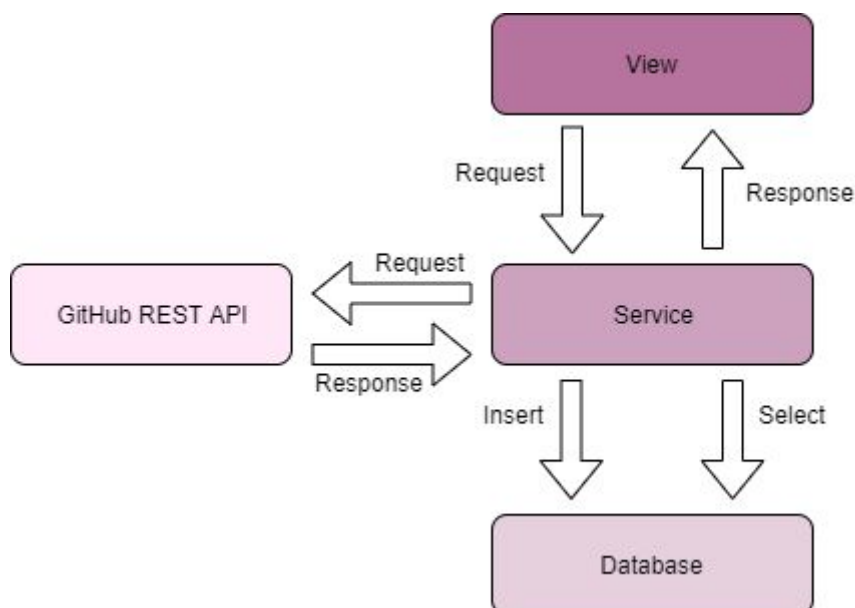 View
Request
Response
Request
GitHub REST API
Service
Response
Insert
Select
Database